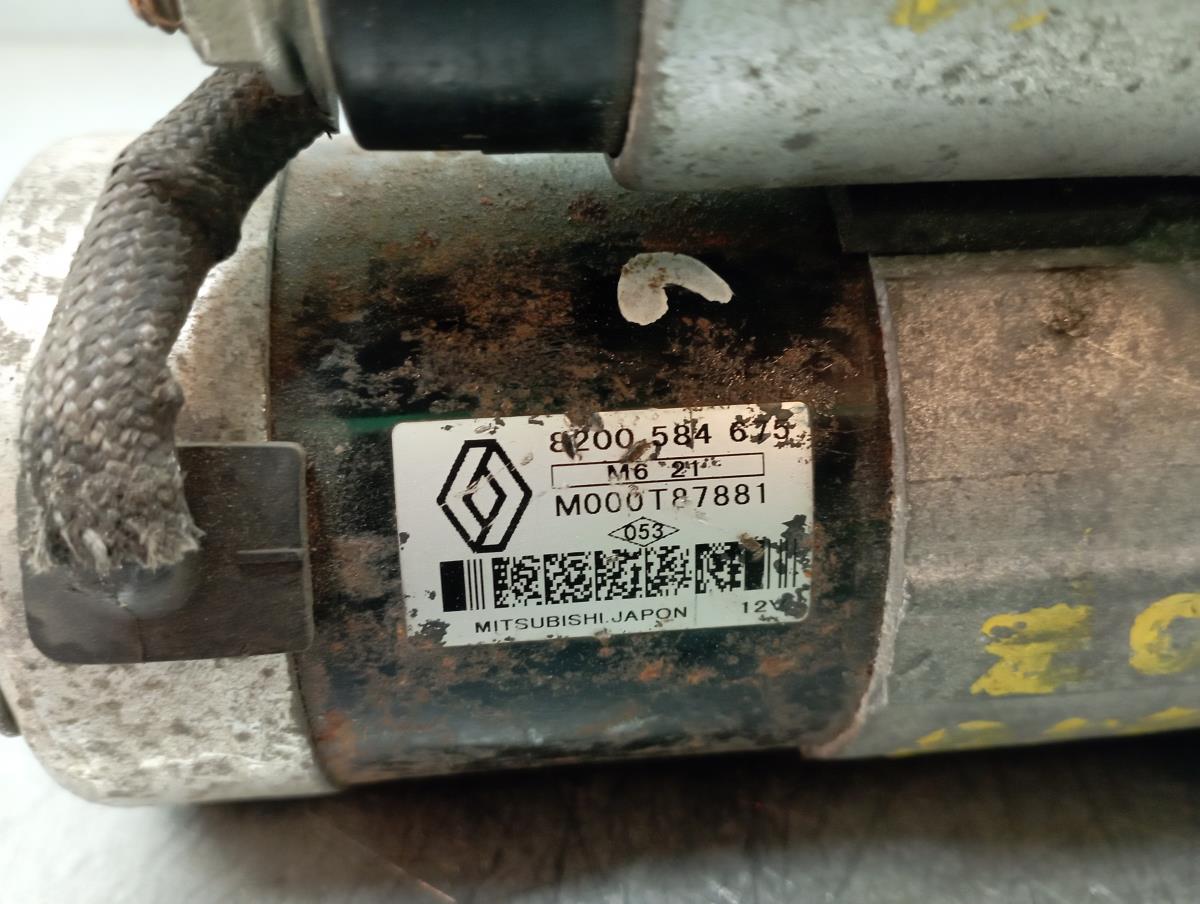 8200 584 675
M6 21
M000T87881
053
MITSUBISHI.JAPON 12V